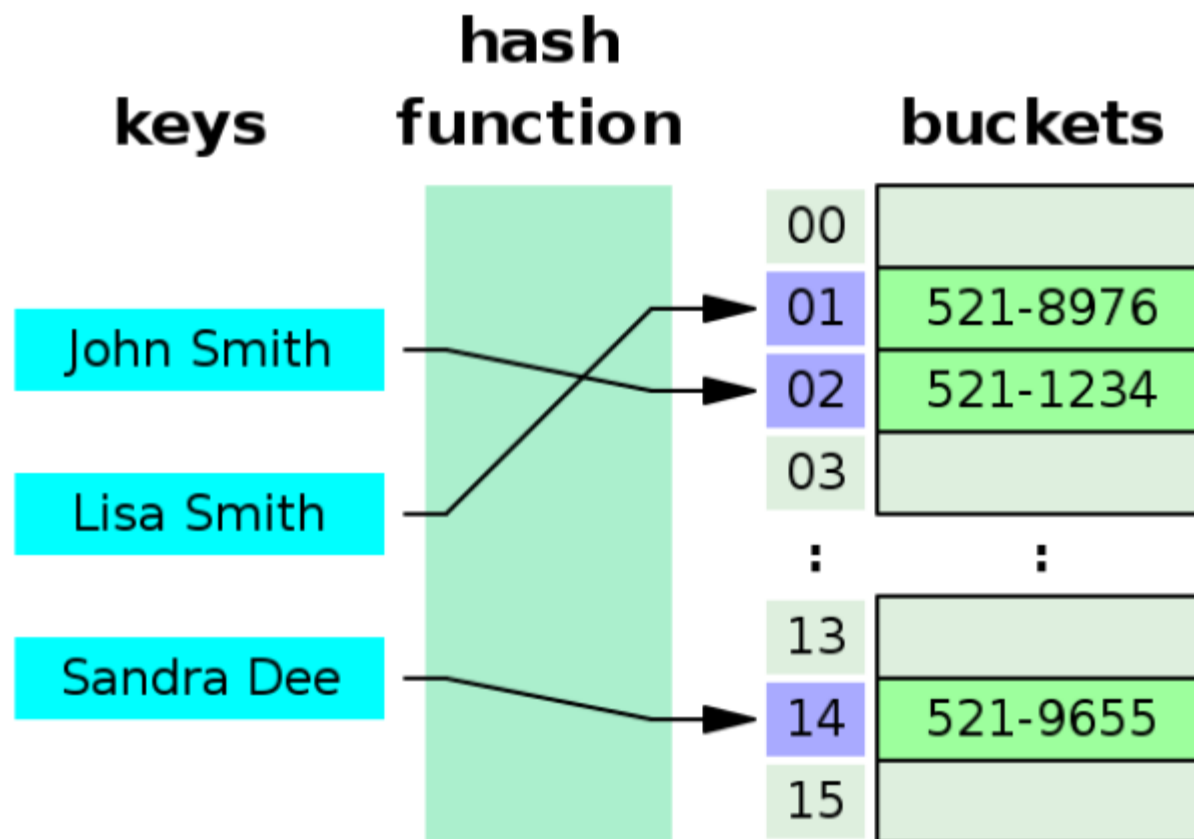 hash
keys function buckets
00
01 521-8976
John Smith
02 521-1234
03
Lisa Smith
:  :
13
Sandra Dee
14 521-9655
15